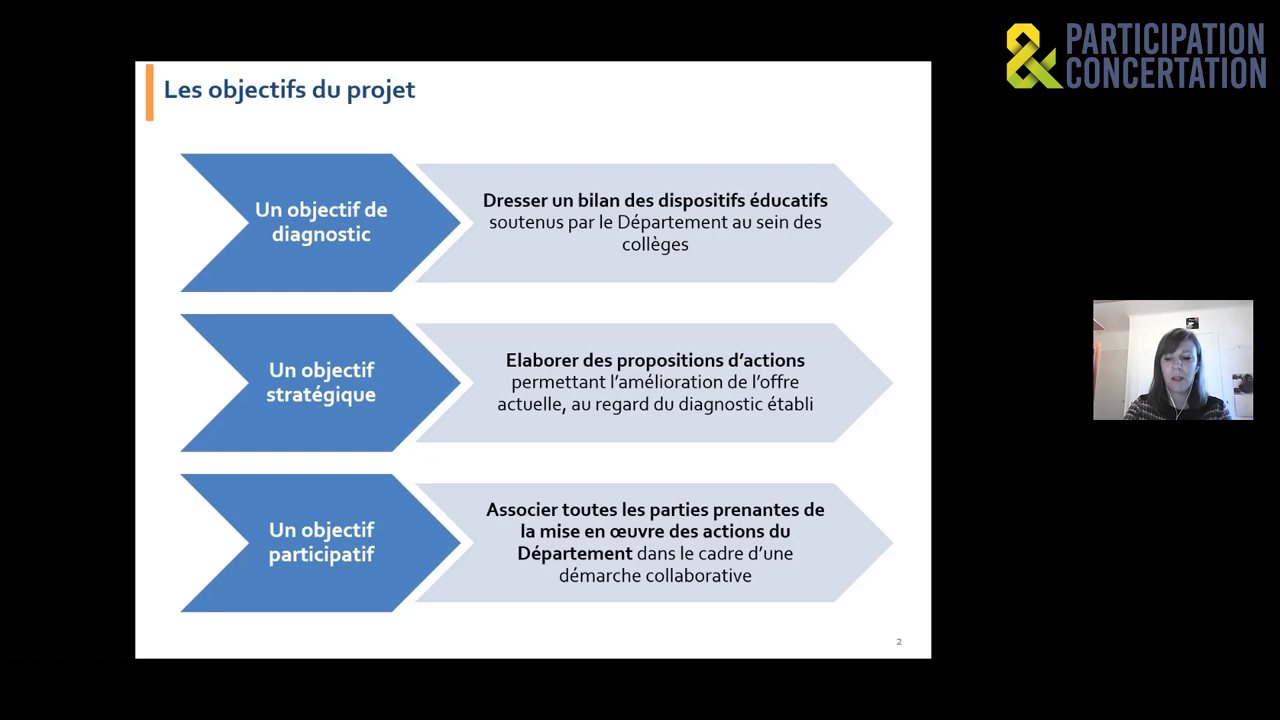 PARTICIPATION
& CONCERTATION
Les objectifs du projet
Un objectif de
diagnostic
Dresser un bilan des dispositifs éducatifs
soutenus par le Département au sein des
collèges
Un objectif
stratégique
Elaborer des propositions d’actions
permettant l’amélioration de l’offre
actuelle, au regard du diagnostic établi
Un objectif
participatif
Associer toutes les parties prenantes de
la mise en œuvre des actions du
Département dans le cadre d’une
démarche collaborative
2